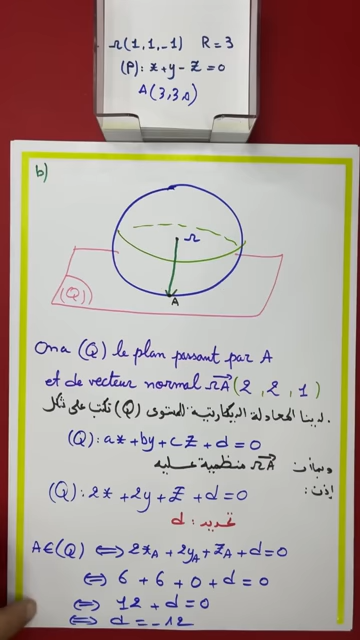 Ω(1,1,-1) R=3
(P): x+y-z=0
A(3,3,0)
b)
Ω
(Q)
A
On a (Q) le plan passant par A
et de vecteur normal ΩA(2, 2, 1)
لدينا المعادلة الديكارتية للمستوى (Q) تكتب على شكل.
(Q): ax+by+cz+d=0
وبما أن ΩA منظمية عليه
إذن:
(Q): 2x+2y+z+d=0
تحديد d:
A∈(Q) ⇔ 2xA+2yA+zA+d=0
⇔ 6+6+0+d=0
⇔ 12+d=0
⇔ d=-12